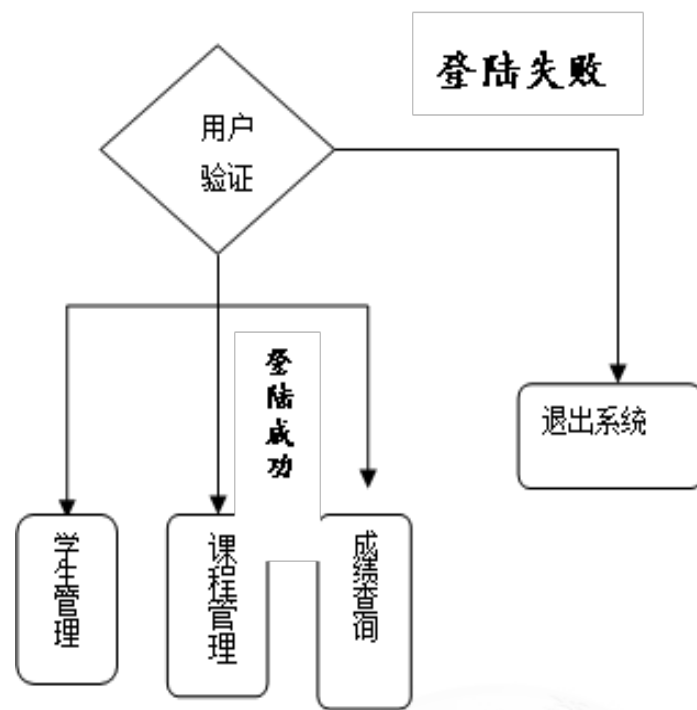 登陆失败
用户
验证
登陆成功
退出系统
学生管理
课程管理
成绩查询